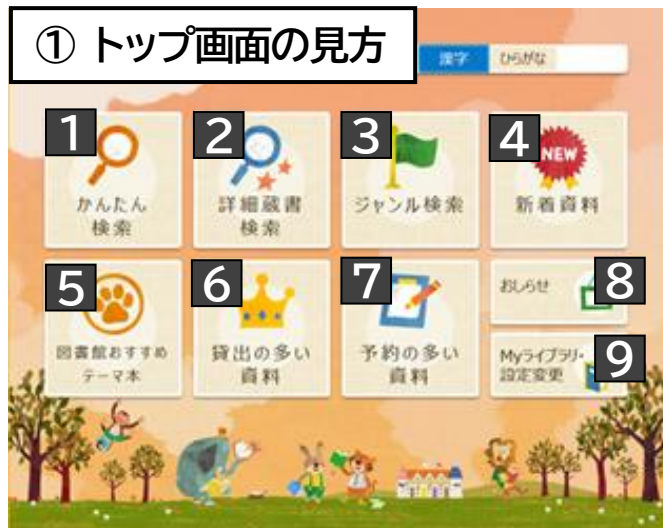 ① トップ画面の見方
漢字 ひらがな
1
2
3
4
NEW
かんたん
検索
詳細蔵書
検索
ジャンル検索
新着資料
5
6
7
8
おしらせ
9
図書館おすすめ
テーマ本
貸出の多い
資料
予約の多い
資料
Myライブラリ・
設定変更